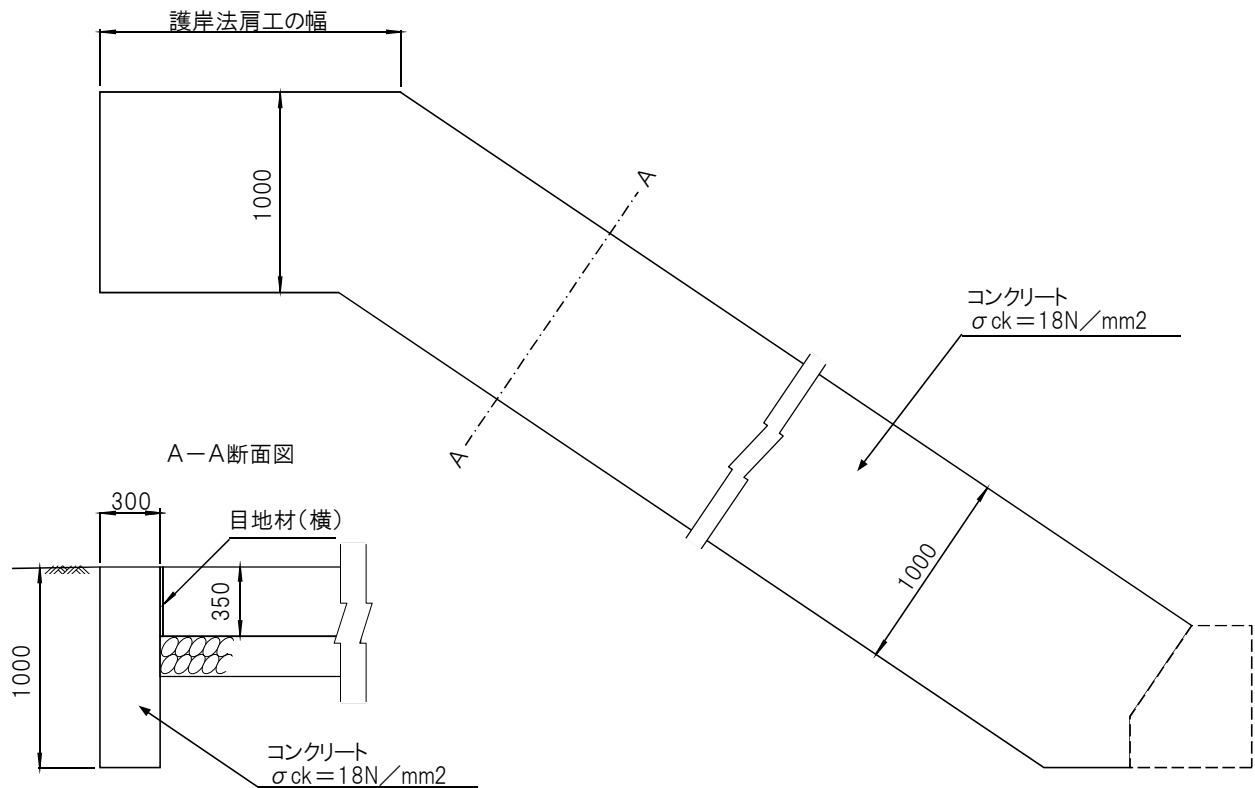 護岸法肩工の幅
1000
A
A
コンクリート
σck=18N/mm2
1000
A-A断面図
300
目地材(横)
350
1000
コンクリート
σck=18N/mm2